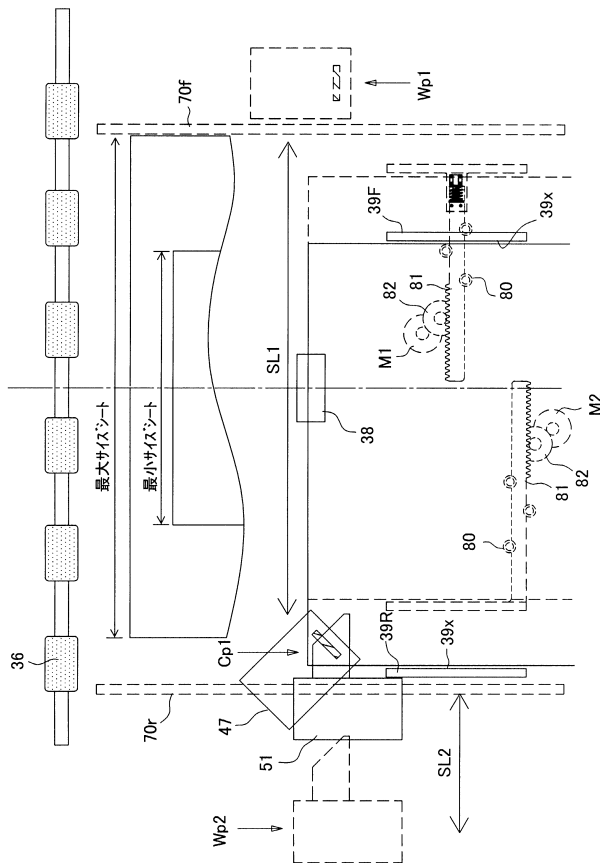 36
70f
Wp1
最大サイズシート
最小サイズシート
SL1
39F
39x
82
81
80
M1
38
M2
82
81
80
Cp1
39R
39x
70r
47
51
SL2
Wp2